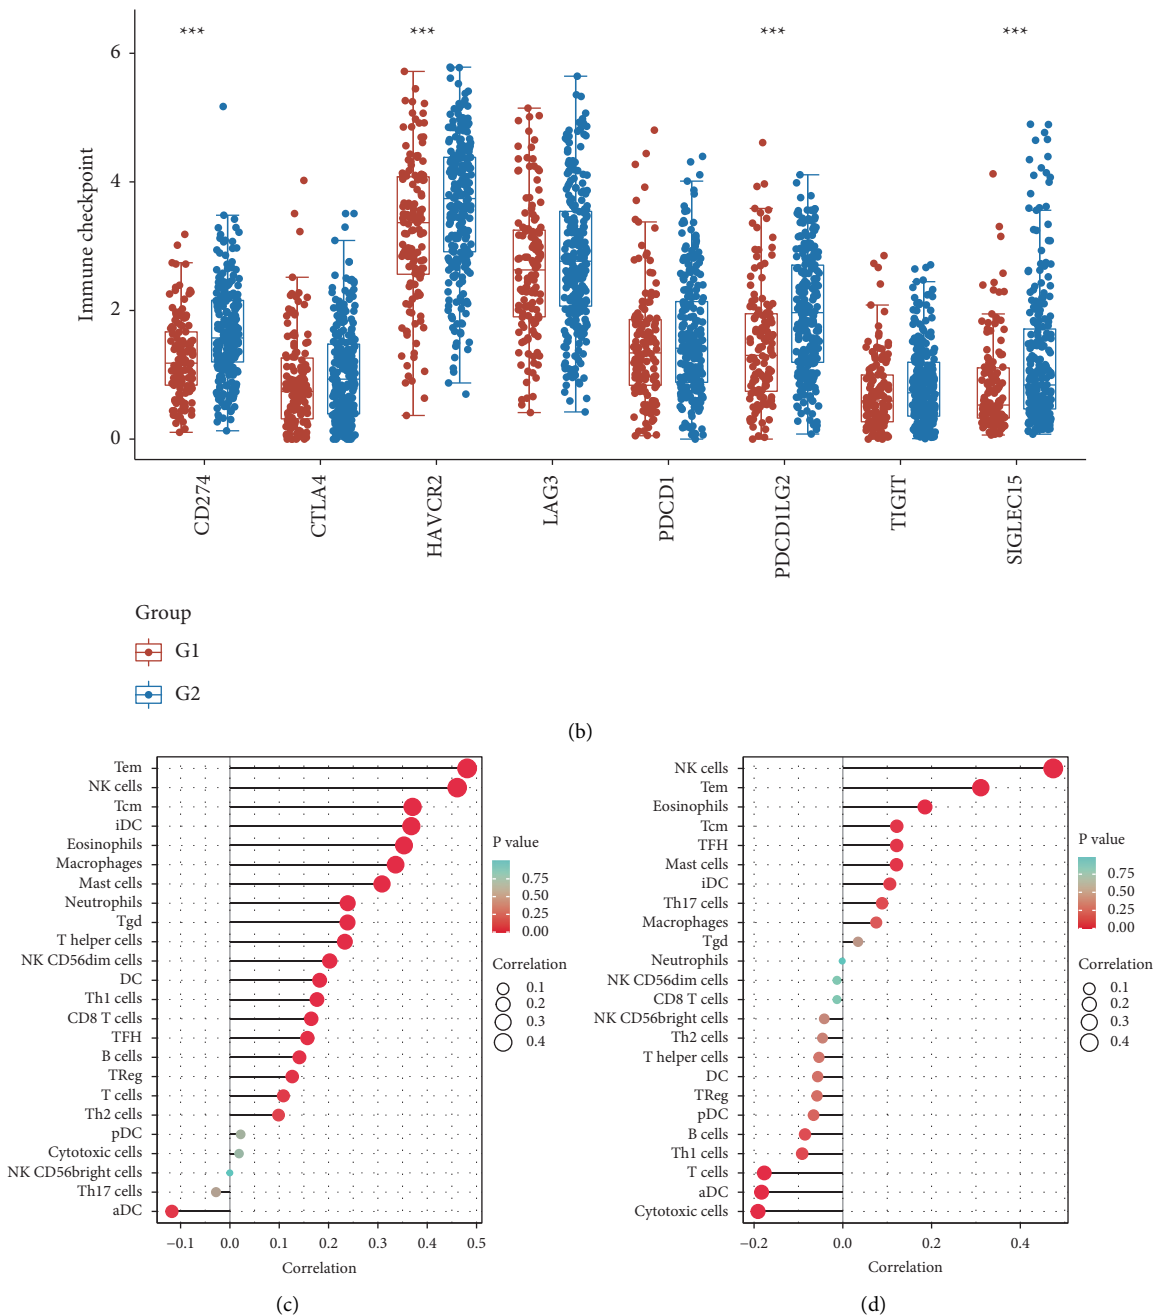 *** *** *** ***
6
4
2
0
Immune checkpoint
CD274
CTLA4
HAVCR2
LAG3
PDCD1
PDCD1LG2
TIGIT
SIGLEC15
Group
G1
G2
(b)
Tem
NK cells
Tcm
iDC
Eosinophils
Macrophages
Mast cells
Neutrophils
Tgd
T helper cells
NK CD56dim cells
DC
Th1 cells
CD8 T cells
TFH
B cells
TReg
T cells
Th2 cells
pDC
Cytotoxic cells
NK CD56bright cells
Th17 cells
aDC
−0.1 0.0 0.1 0.2 0.3 0.4 0.5
Correlation
P value
0.75
0.50
0.25
0.00
Correlation
0.1
0.2
0.3
0.4
(c)
NK cells
Tem
Eosinophils
Tcm
TFH
Mast cells
iDC
Th17 cells
Macrophages
Tgd
Neutrophils
NK CD56dim cells
CD8 T cells
NK CD56bright cells
Th2 cells
T helper cells
DC
TReg
pDC
B cells
Th1 cells
T cells
aDC
Cytotoxic cells
−0.2 0.0 0.2 0.4
Correlation
P value
0.75
0.50
0.25
0.00
Correlation
0.1
0.2
0.3
0.4
(d)